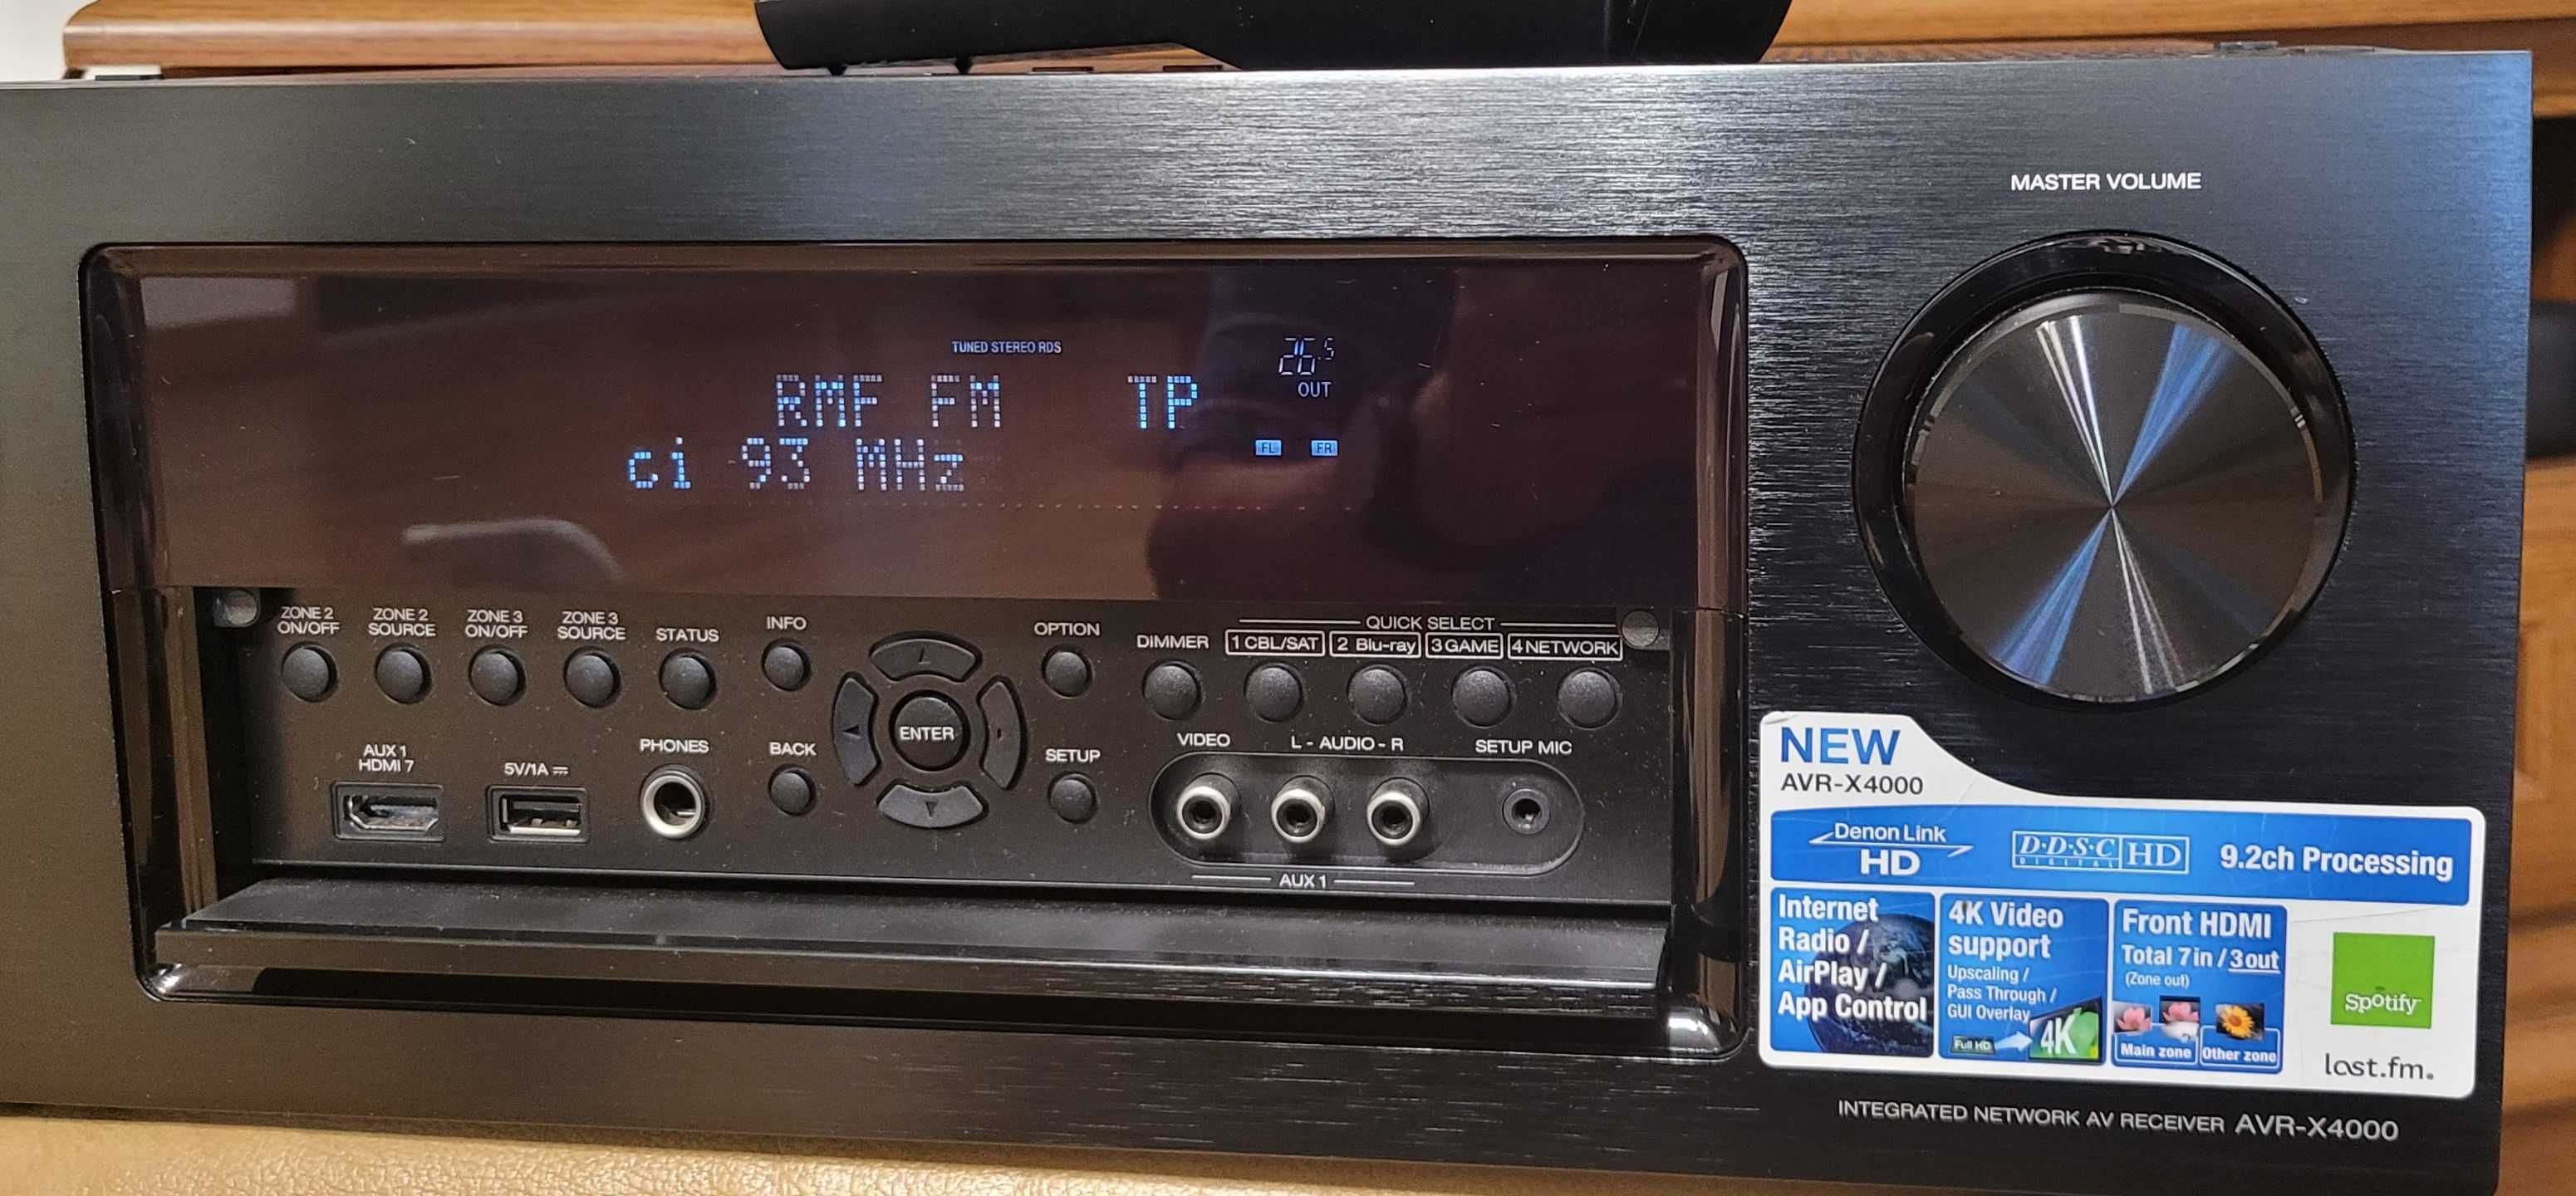 MASTER VOLUME
TUNED STEREO RDS
26.5
OUT
RMF FM TP
FL FR
ci 93 MHz
ZONE 2
ON/OFF
ZONE 2
SOURCE
ZONE 3
ON/OFF
ZONE 3
SOURCE
STATUS
INFO
OPTION
DIMMER
QUICK SELECT
1 CBL/SAT
2 Blu-ray
3 GAME
4 NETWORK
ENTER
AUX 1
HDMI 7
5V/1A
PHONES
BACK
SETUP
VIDEO
L - AUDIO - R
SETUP MIC
AUX 1
NEW
AVR-X4000
Denon Link
HD
D·D·S·C HD
DIGITAL
9.2ch Processing
Internet
Radio /
AirPlay /
App Control
4K Video
support
Upscaling /
Pass Through /
GUI Overlay
Full HD
4K
Front HDMI
Total 7 in / 3 out
(Zone out)
Main zone
Other zone
Spotify
last.fm
INTEGRATED NETWORK AV RECEIVER AVR-X4000